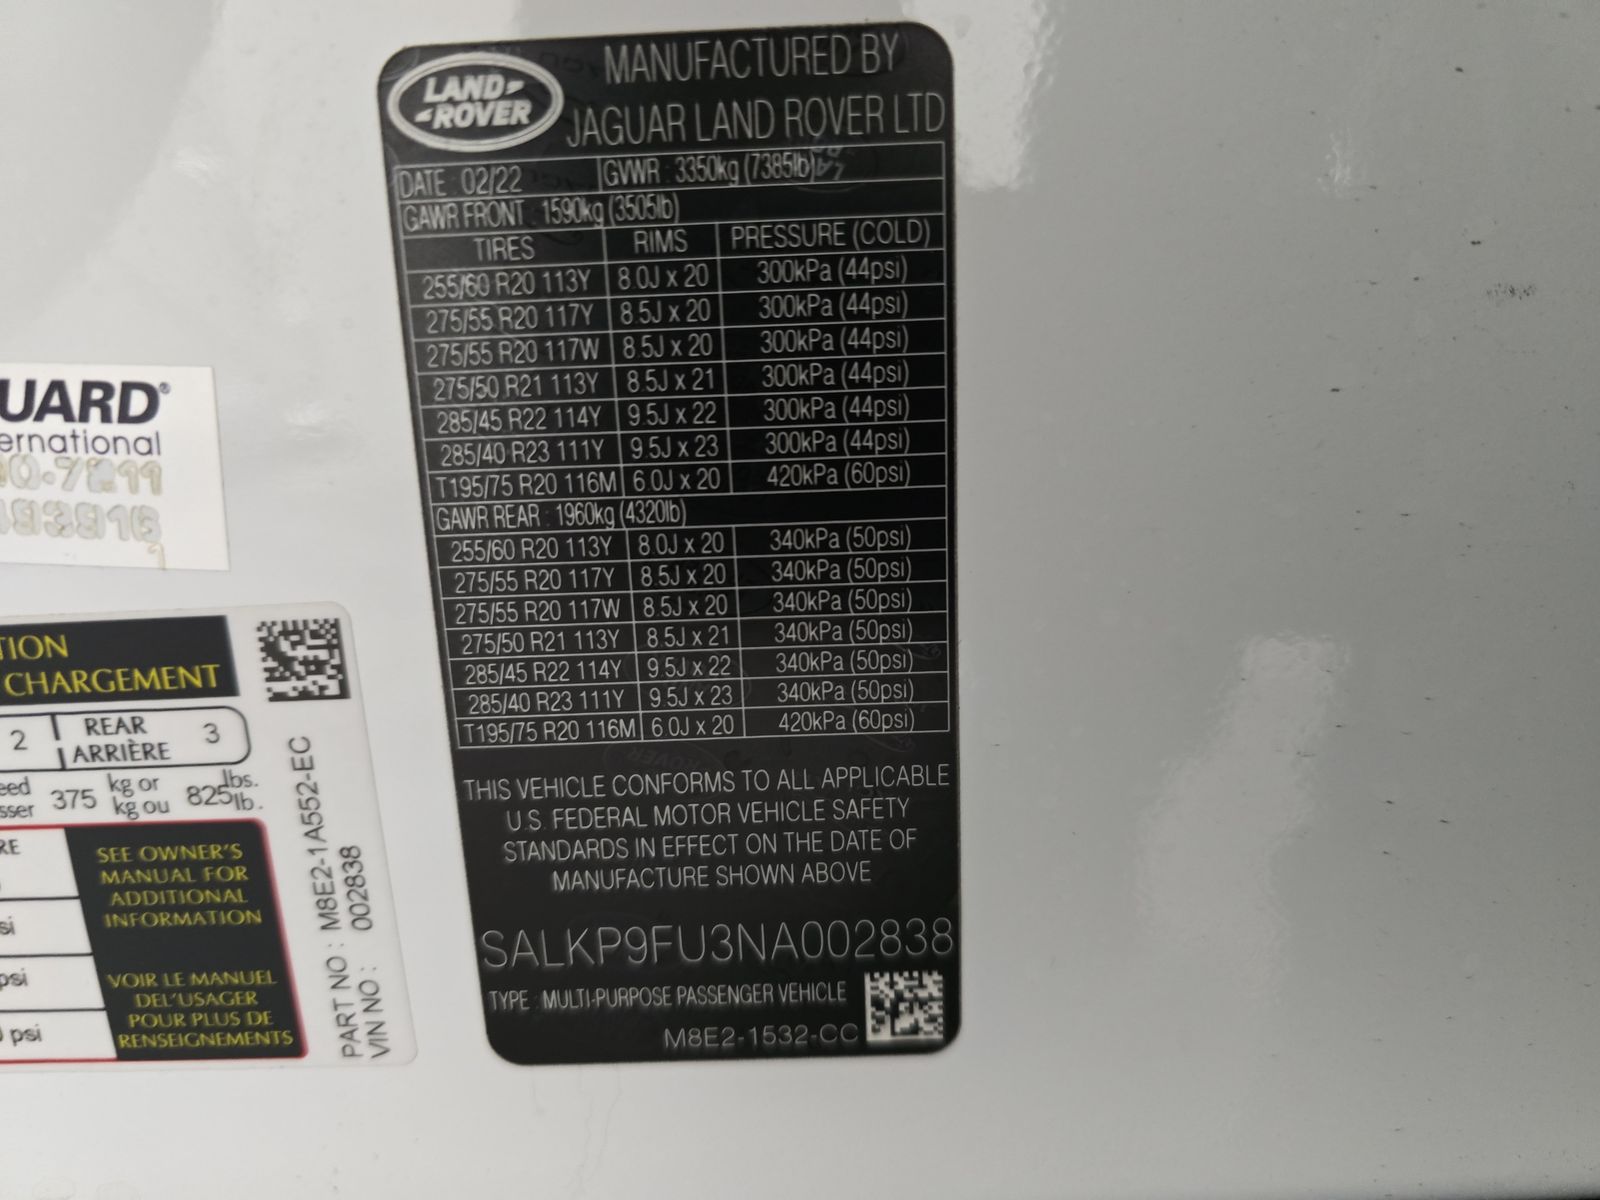 LAND-
-ROVER
MANUFACTURED BY
JAGUAR LAND ROVER LTD
DATE : 02/22 GVWR : 3350kg (7385lb)
GAWR FRONT : 1590kg (3505lb)
TIRES RIMS PRESSURE (COLD)
255/60 R20 113Y 8.0J x 20 300kPa (44psi)
275/55 R20 117Y 8.5J x 20 300kPa (44psi)
275/55 R20 117W 8.5J x 20 300kPa (44psi)
275/50 R21 113Y 8.5J x 21 300kPa (44psi)
285/45 R22 114Y 9.5J x 22 300kPa (44psi)
285/40 R23 111Y 9.5J x 23 300kPa (44psi)
T195/75 R20 116M 6.0J x 20 420kPa (60psi)
GAWR REAR : 1960kg (4320lb)
255/60 R20 113Y 8.0J x 20 340kPa (50psi)
275/55 R20 117Y 8.5J x 20 340kPa (50psi)
275/55 R20 117W 8.5J x 20 340kPa (50psi)
275/50 R21 113Y 8.5J x 21 340kPa (50psi)
285/45 R22 114Y 9.5J x 22 340kPa (50psi)
285/40 R23 111Y 9.5J x 23 340kPa (50psi)
T195/75 R20 116M 6.0J x 20 420kPa (60psi)
THIS VEHICLE CONFORMS TO ALL APPLICABLE
U.S. FEDERAL MOTOR VEHICLE SAFETY
STANDARDS IN EFFECT ON THE DATE OF
MANUFACTURE SHOWN ABOVE
SALKP9FU3NA002838
TYPE : MULTI-PURPOSE PASSENGER VEHICLE
M8E2-1532-CC
UARD®
ernational
TION
CHARGEMENT
2 REAR 3
ARRIÈRE
eed 375 kg or 825 lbs.
sser kg ou lb.
RE
SEE OWNER'S
MANUAL FOR
ADDITIONAL
INFORMATION
si
psi
psi
VOIR LE MANUEL
DEL'USAGER
POUR PLUS DE
RENSEIGNEMENTS
PART NO : M8E2-1A552-EC
VIN NO : 002838